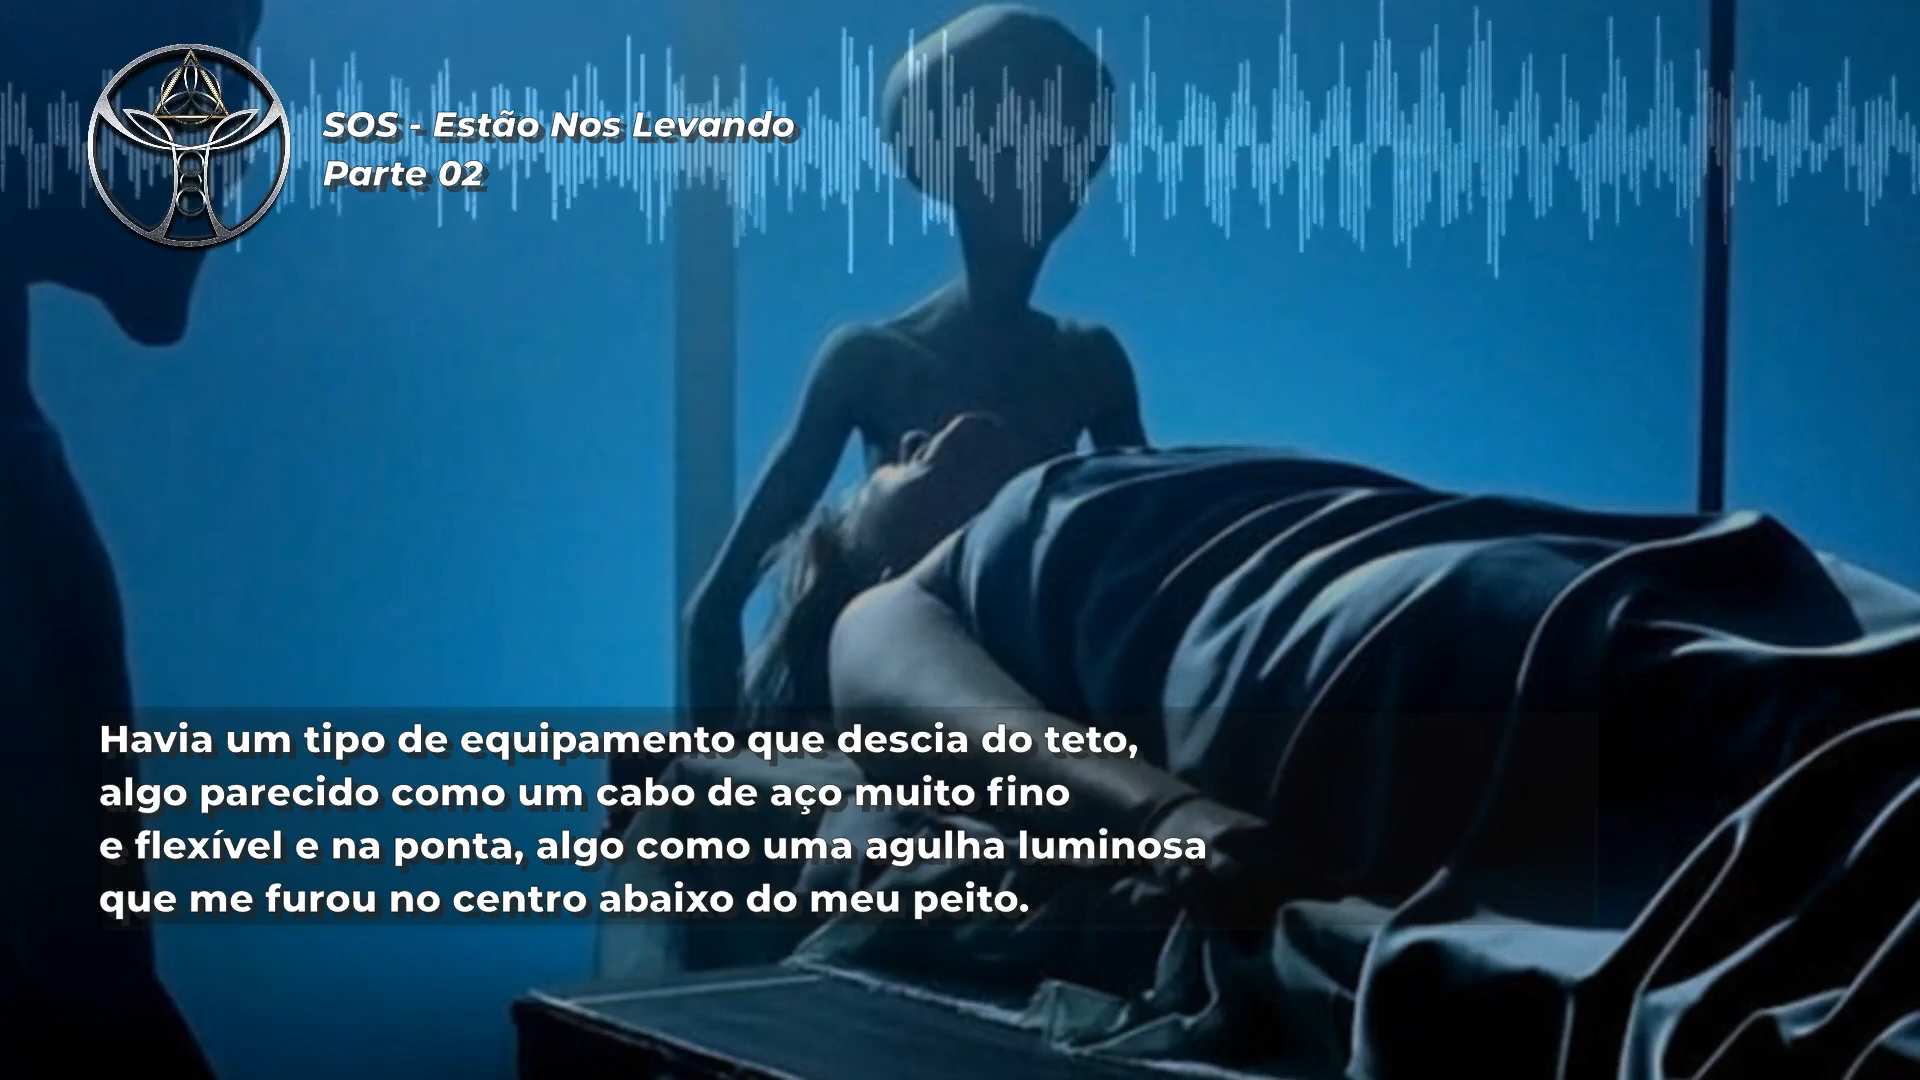 SOS - Estão Nos Levando
Parte 02
Havia um tipo de equipamento que descia do teto,
algo parecido como um cabo de aço muito fino
e flexível e na ponta, algo como uma agulha luminosa
que me furou no centro abaixo do meu peito.